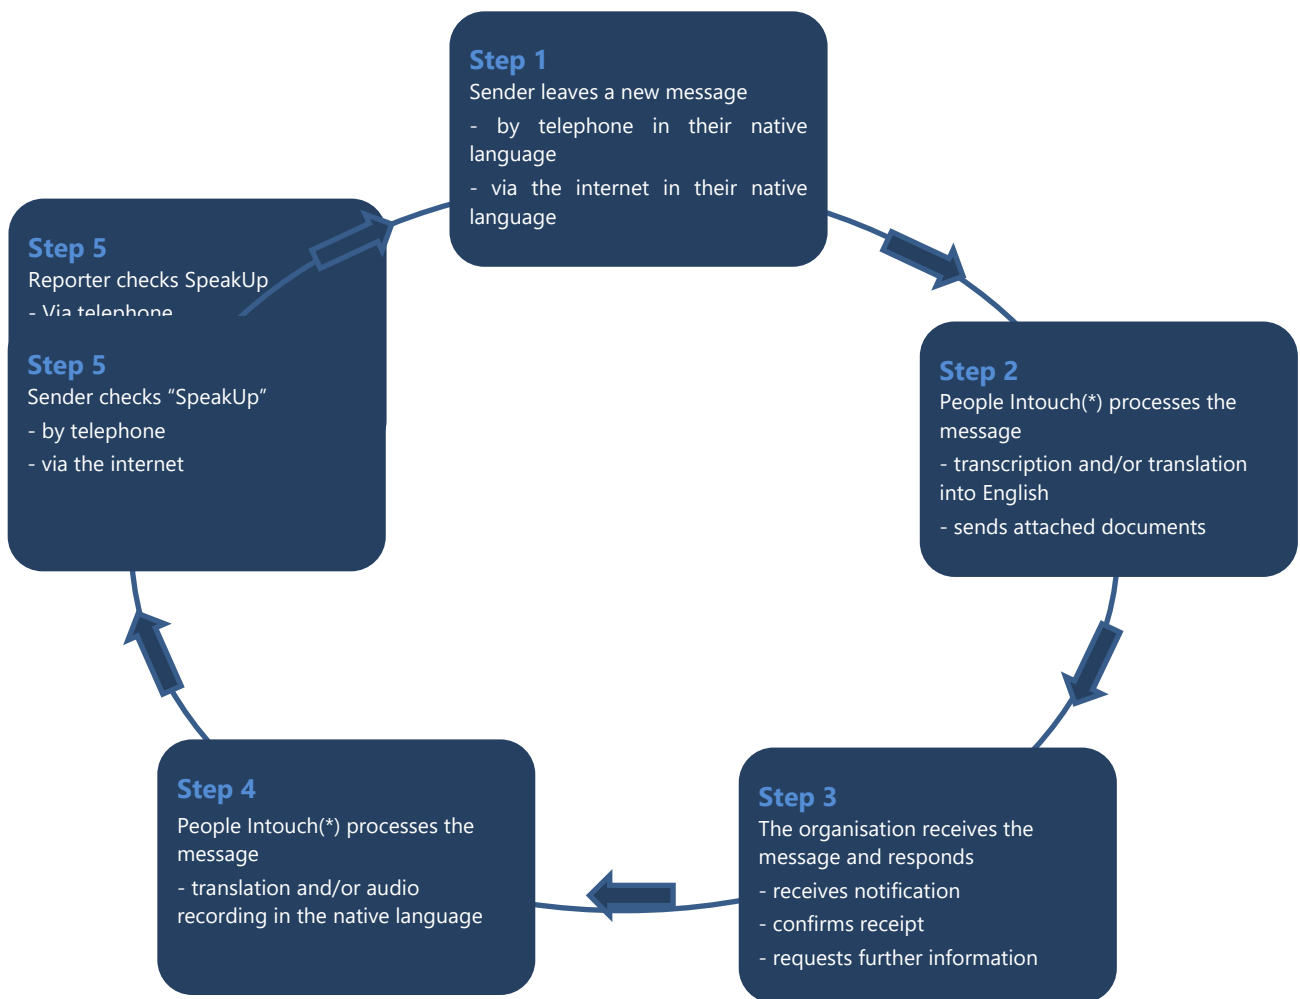 Step 1
Sender leaves a new message
- by telephone in their native
language
- via the internet in their native
language
Step 5
Reporter checks SpeakUp
- Via telephone
Step 5
Sender checks “SpeakUp”
- by telephone
- via the internet
Step 2
People Intouch(*) processes the
message
- transcription and/or translation
into English
- sends attached documents
Step 3
The organisation receives the
message and responds
- receives notification
- confirms receipt
- requests further information
Step 4
People Intouch(*) processes the
message
- translation and/or audio
recording in the native language